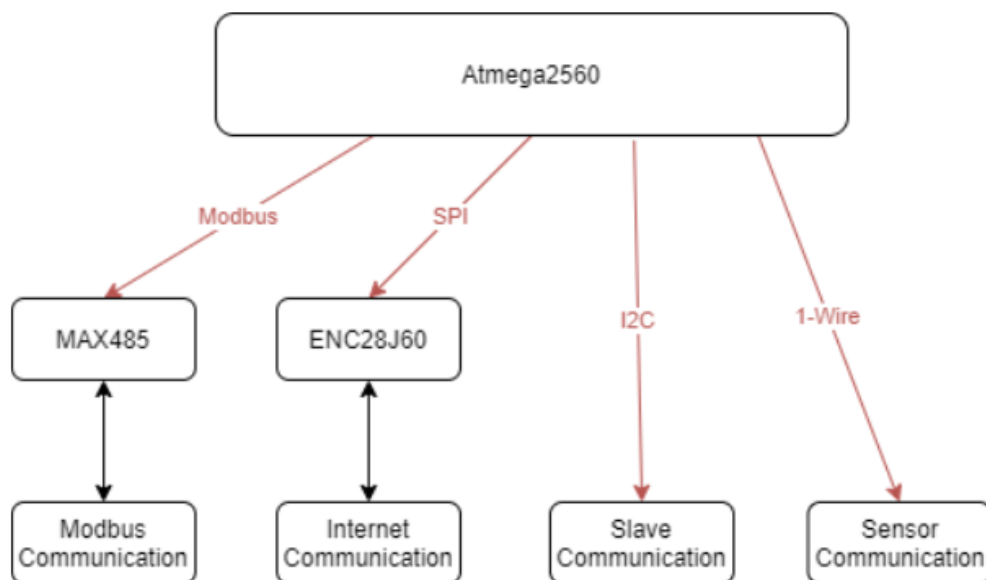 Atmega2560
Modbus
SPI
I2C
1-Wire
MAX485
ENC28J60
Modbus
Communication
Internet
Communication
Slave
Communication
Sensor
Communication